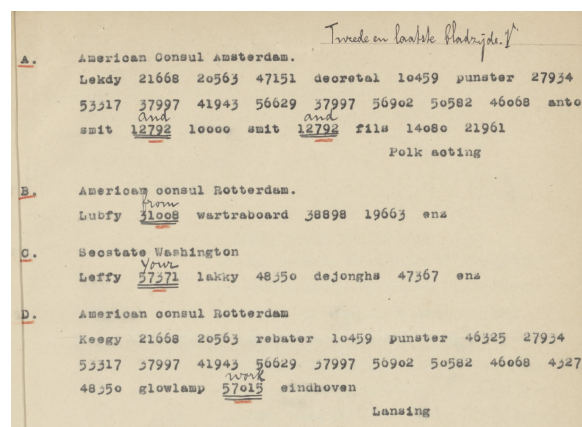 Tweede en laatste bladzijde. V
A. American Consul Amsterdam.
Lekdy 21668 20563 47151 decretal 10459 punster 27934
53317 37997 41943 56629 37997 56902 50582 46068 anto
and and
smit 12792 10000 smit 12792 fils 14080 21961
Polk acting
B. American consul Rotterdam.
from
Lubfy 31008 wartraboard 38898 19663 enz
C. Secstate Washington
Your
Leffy 57371 lakky 48350 dejonghs 47367 enz
D. American consul Rotterdam
Keegy 21668 20563 rebater 10459 punster 46325 27934
53317 37997 41943 56629 37997 56902 50582 46068 4327
work
48350 glowlamp 57015 eindhoven
Lansing